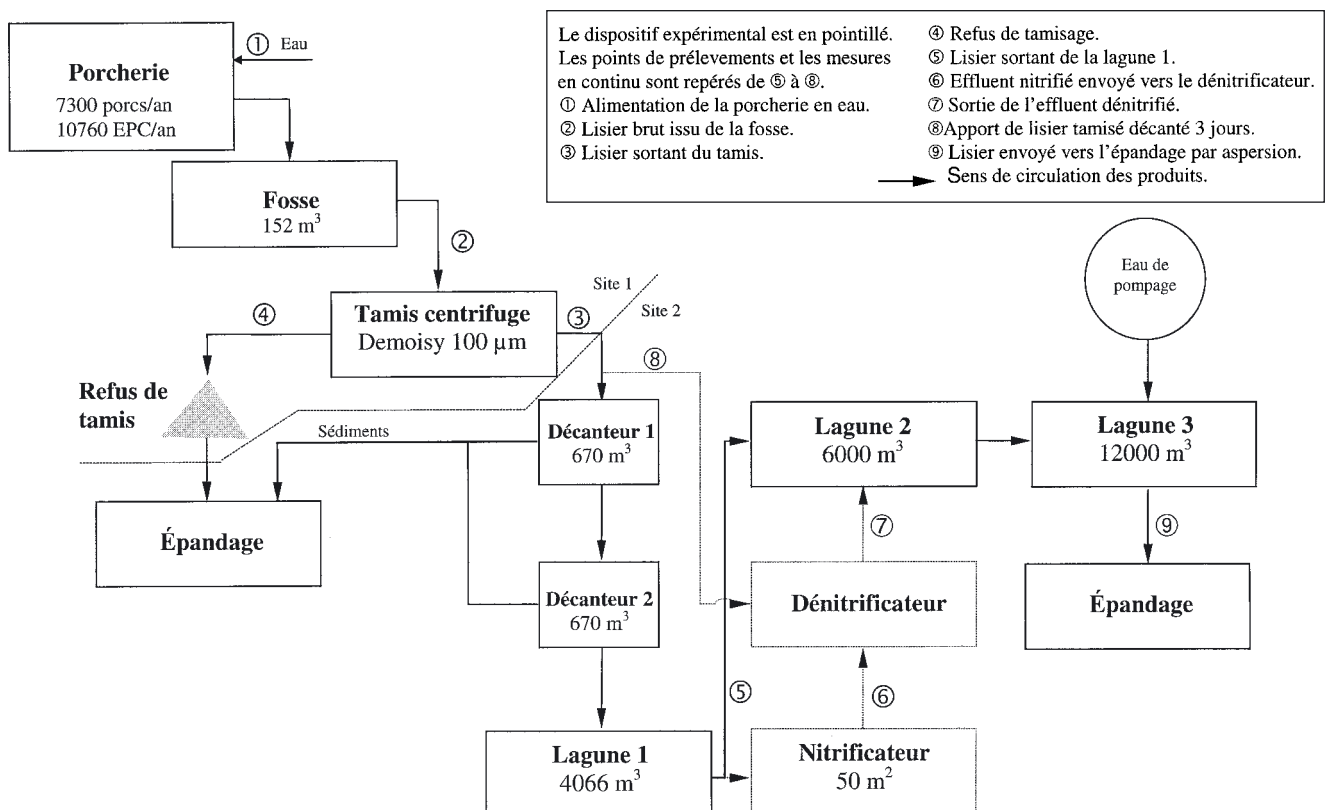 ① Eau
Porcherie
7300 porcs/an
10760 EPC/an
Le dispositif expérimental est en pointillé.
Les points de prélevements et les mesures
en continu sont repérés de ⑤ à ⑧.
① Alimentation de la porcherie en eau.
② Lisier brut issu de la fosse.
③ Lisier sortant du tamis.
④ Refus de tamisage.
⑤ Lisier sortant de la lagune 1.
⑥ Effluent nitrifié envoyé vers le dénitrificateur.
⑦ Sortie de l'effluent dénitrifié.
⑧Apport de lisier tamisé décanté 3 jours.
⑨ Lisier envoyé vers l'épandage par aspersion.
Sens de circulation des produits.
Fosse
152 m³
②
Site 1
Site 2
Eau de
pompage
④
Tamis centrifuge
Demoisy 100 µm
③
⑧
Refus de
tamis
Sédiments
Décanteur 1
670 m³
Lagune 2
6000 m³
Lagune 3
12000 m³
Épandage
⑦
⑨
Décanteur 2
670 m³
Dénitrificateur
Épandage
⑤
⑥
Lagune 1
4066 m³
Nitrificateur
50 m²